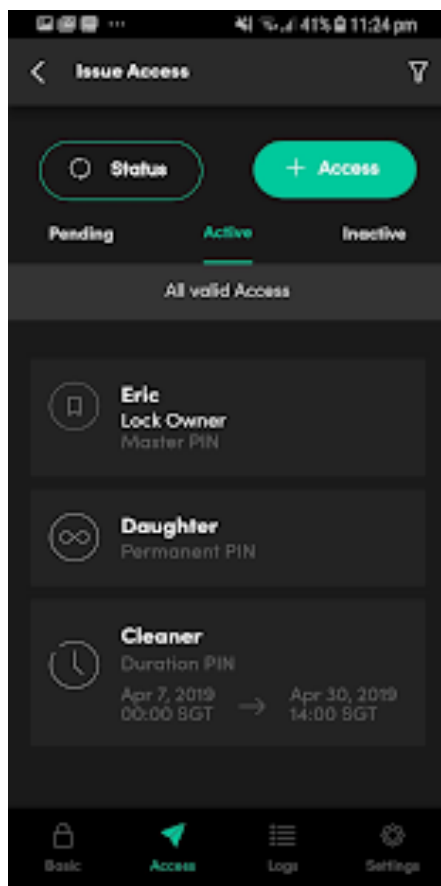 41% 11:24 pm
Issue Access
Status
+ Access
Pending Active Inactive
All valid Access
Eric
Lock Owner
Master PIN
Daughter
Permanent PIN
Cleaner
Duration PIN
Apr 7, 2019 → Apr 30, 2019
00:00 SGT 14:00 SGT
Basic Access Logs Settings